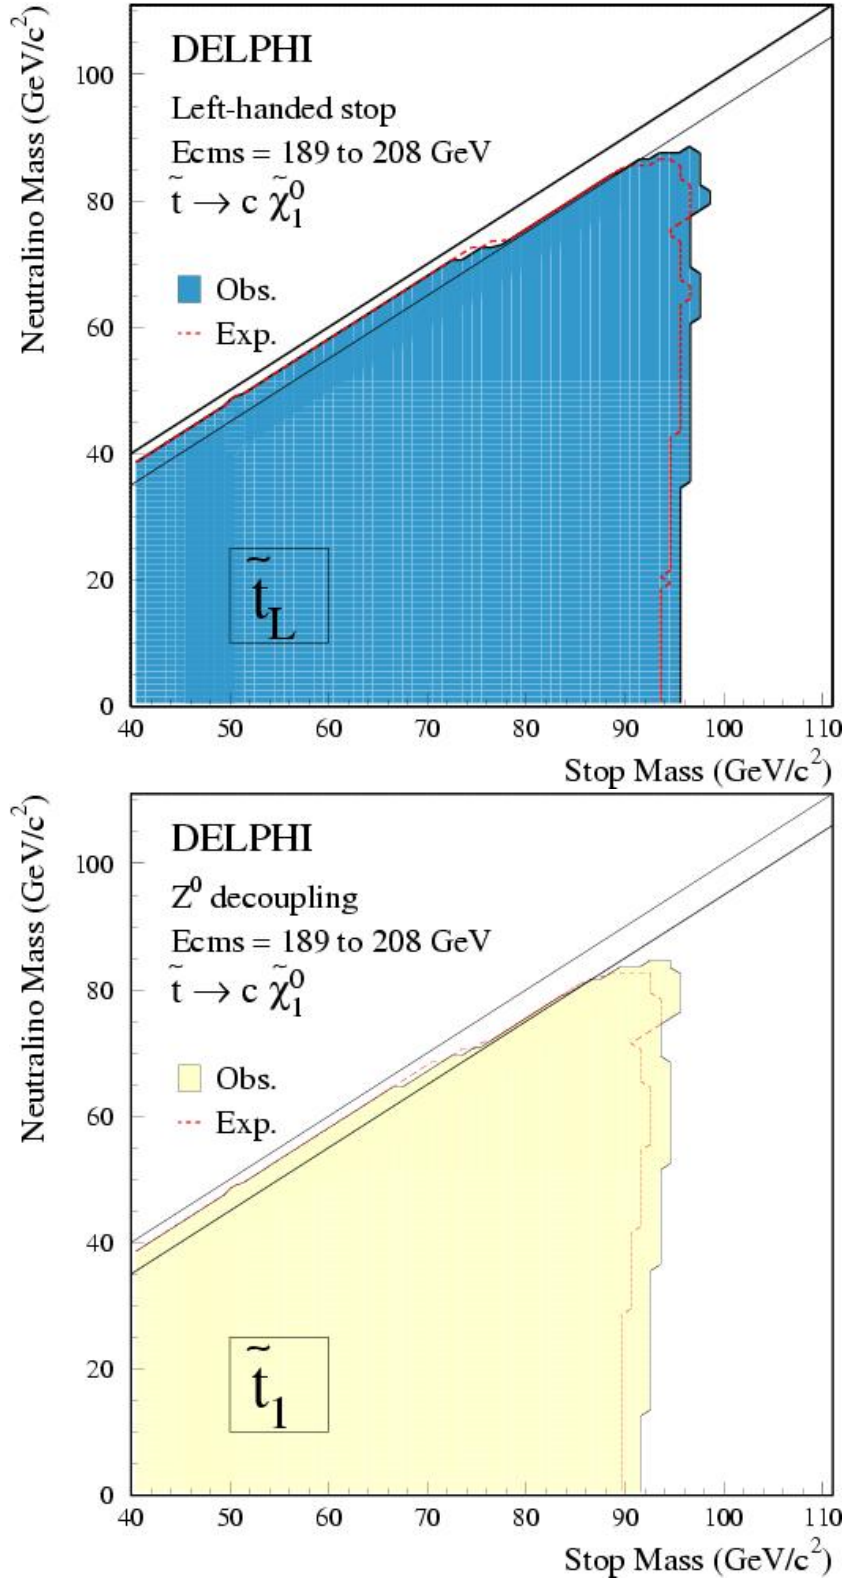 DELPHI
Left-handed stop
Ecms = 189 to 208 GeV
t̃ → c χ̃₁⁰
Obs.
Exp.
t̃_L
Neutralino Mass (GeV/c²)
100
80
60
40
20
0
40 50 60 70 80 90 100 110
Stop Mass (GeV/c²)
DELPHI
Z⁰ decoupling
Ecms = 189 to 208 GeV
t̃ → c χ̃₁⁰
Obs.
Exp.
t̃₁
Neutralino Mass (GeV/c²)
100
80
60
40
20
0
40 50 60 70 80 90 100 110
Stop Mass (GeV/c²)